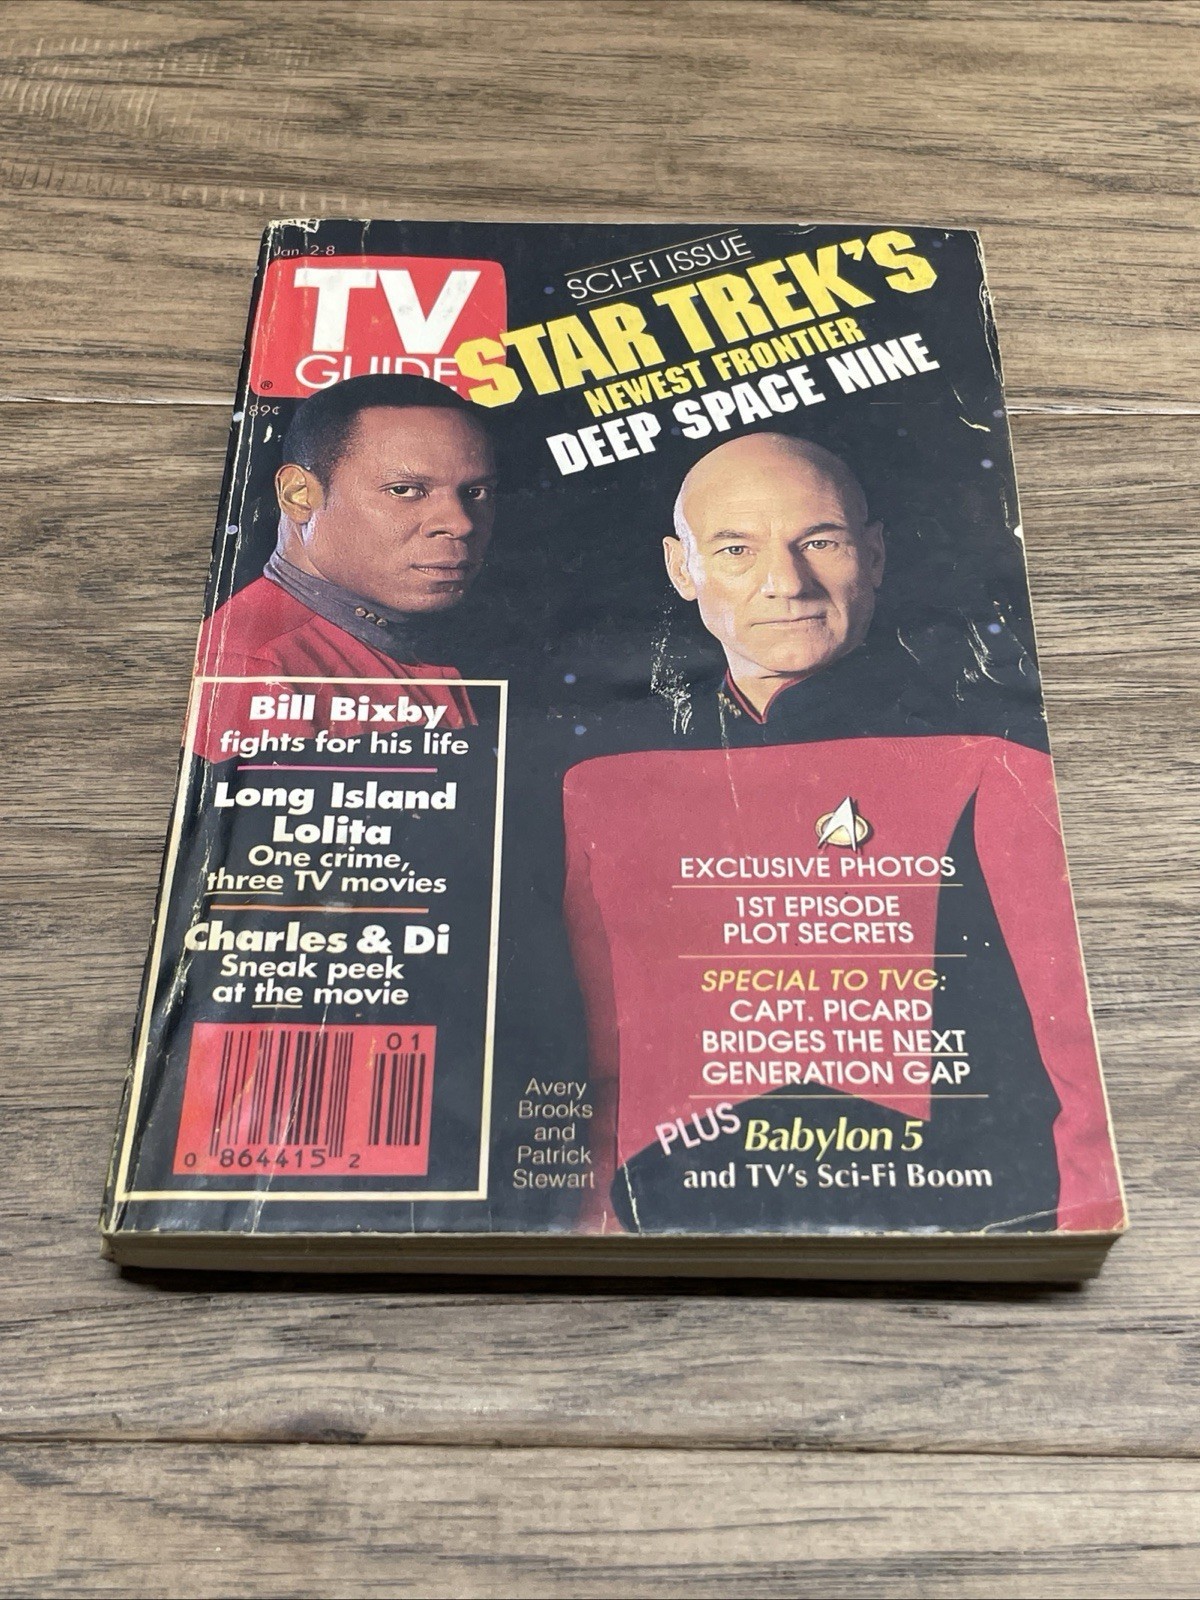 Jan. 2-8
TV
GUIDE
®
89¢
SCI-FI ISSUE
STAR TREK'S
NEWEST FRONTIER
DEEP SPACE NINE
Bill Bixby
fights for his life
Long Island
Lolita
One crime,
three TV movies
Charles & Di
Sneak peek
at the movie
01
0 864415 2
Avery
Brooks
and
Patrick
Stewart
EXCLUSIVE PHOTOS
1ST EPISODE
PLOT SECRETS
SPECIAL TO TVG:
CAPT. PICARD
BRIDGES THE NEXT
GENERATION GAP
PLUS Babylon 5
and TV's Sci-Fi Boom